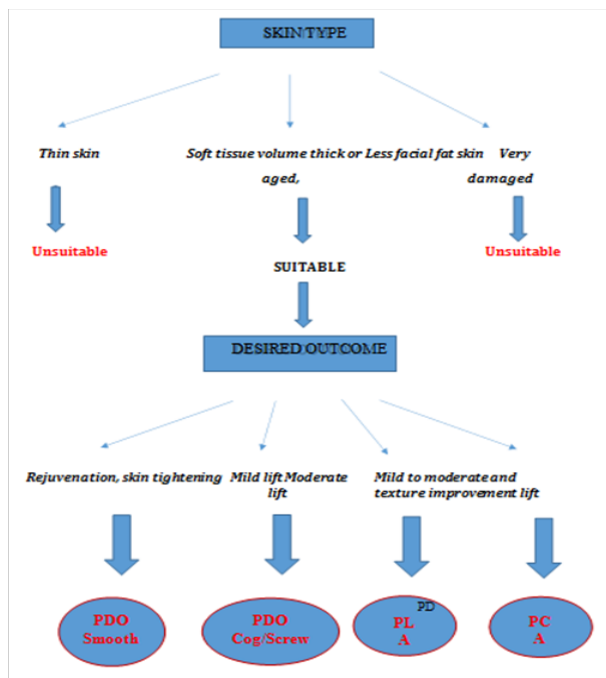 SKIN TYPE
Thin skin
Soft tissue volume thick or Less facial fat skin
aged,
Very
damaged
Unsuitable
Unsuitable
SUITABLE
DESIRED OUTCOME
Rejuvenation, skin tightening
Mild lift Moderate
lift
Mild to moderate and
texture improvement lift
PDO
Smooth
PDO
Cog/Screw
PD
PL
A
PC
A